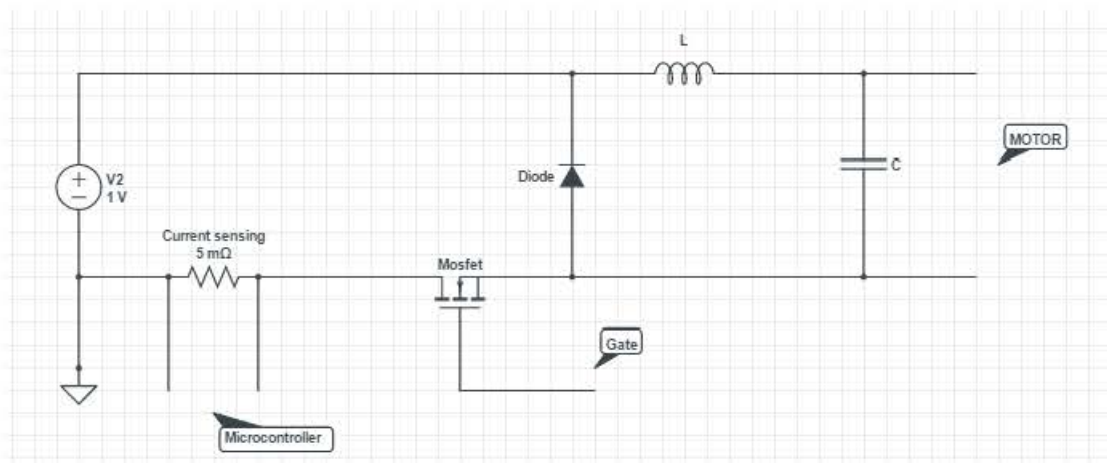 L
MOTOR
C
Diode
V2
1 V
Current sensing
5 mΩ
Mosfet
Gate
Microcontroller